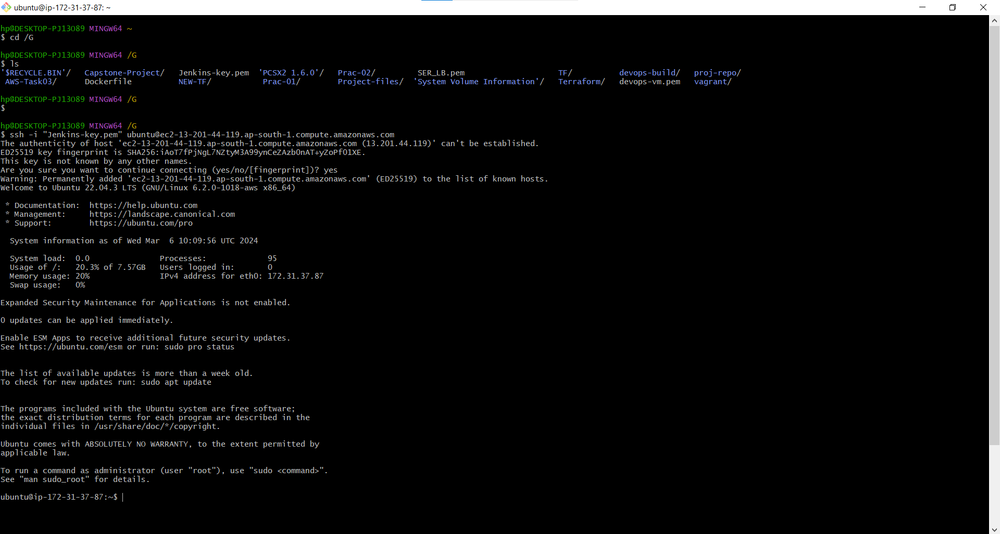 ubuntu@ip-172-31-37-87: ~
hp@DESKTOP-PJ13O89 MINGW64 ~
$ cd /G
hp@DESKTOP-PJ13O89 MINGW64 /G
$ ls
'$RECYCLE.BIN'/   Capstone-Project/   Jenkins-key.pem  'PCSX2 1.6.0'/   Prac-02/         SER_LB.pem                    TF/          devops-build/   proj-repo/
 AWS-Task03/      Dockerfile          NEW-TF/           Prac-01/        Project-files/  'System Volume Information'/   Terraform/   devops-vm.pem   vagrant/
hp@DESKTOP-PJ13O89 MINGW64 /G
$
hp@DESKTOP-PJ13O89 MINGW64 /G
$ ssh -i "Jenkins-key.pem" ubuntu@ec2-13-201-44-119.ap-south-1.compute.amazonaws.com
The authenticity of host 'ec2-13-201-44-119.ap-south-1.compute.amazonaws.com (13.201.44.119)' can't be established.
ED25519 key fingerprint is SHA256:iAoT7fPjNgL7NZtyM3A99ynCeZAzb0nAT+yZoPf01XE.
This key is not known by any other names.
Are you sure you want to continue connecting (yes/no/[fingerprint])? yes
Warning: Permanently added 'ec2-13-201-44-119.ap-south-1.compute.amazonaws.com' (ED25519) to the list of known hosts.
Welcome to Ubuntu 22.04.3 LTS (GNU/Linux 6.2.0-1018-aws x86_64)
 * Documentation:  https://help.ubuntu.com
 * Management:     https://landscape.canonical.com
 * Support:        https://ubuntu.com/pro
  System information as of Wed Mar  6 10:09:56 UTC 2024
  System load:  0.0               Processes:             95
  Usage of /:   20.3% of 7.57GB   Users logged in:       0
  Memory usage: 20%               IPv4 address for eth0: 172.31.37.87
  Swap usage:   0%
Expanded Security Maintenance for Applications is not enabled.
0 updates can be applied immediately.
Enable ESM Apps to receive additional future security updates.
See https://ubuntu.com/esm or run: sudo pro status
The list of available updates is more than a week old.
To check for new updates run: sudo apt update
The programs included with the Ubuntu system are free software;
the exact distribution terms for each program are described in the
individual files in /usr/share/doc/*/copyright.
Ubuntu comes with ABSOLUTELY NO WARRANTY, to the extent permitted by
applicable law.
To run a command as administrator (user "root"), use "sudo <command>".
See "man sudo_root" for details.
ubuntu@ip-172-31-37-87:~$